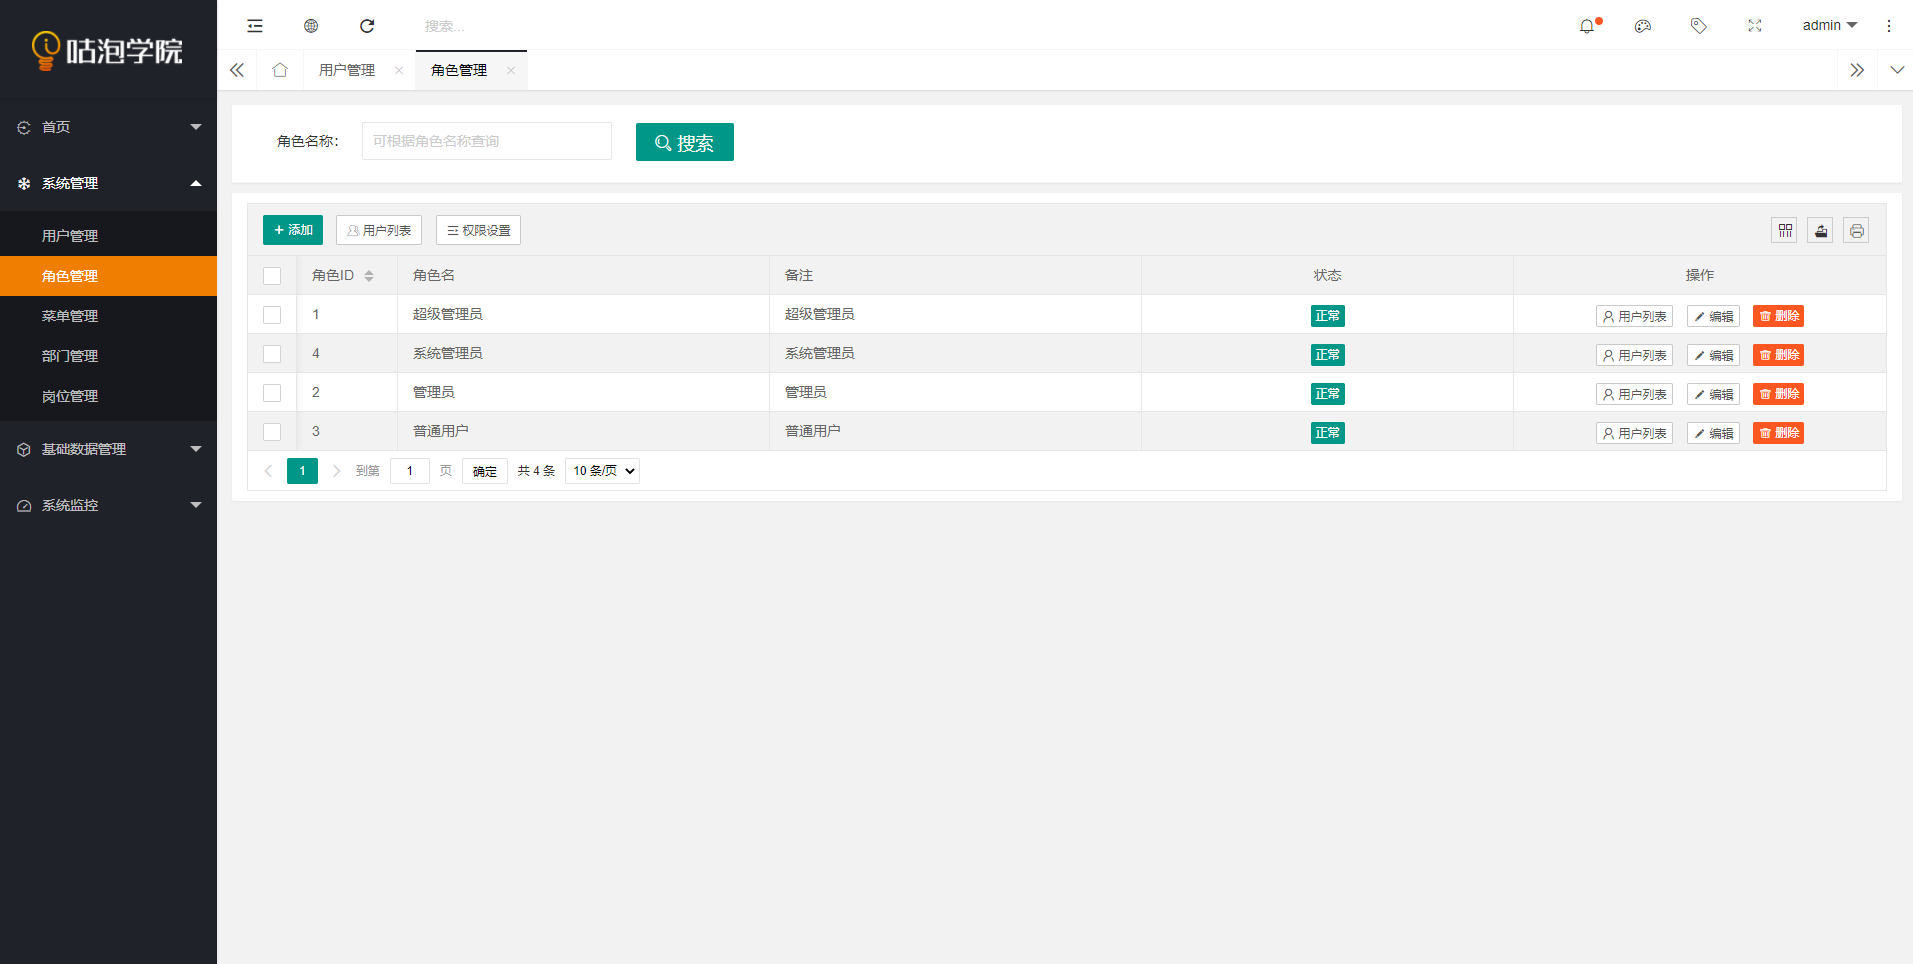 咕泡学院
搜索...
admin
用户管理
角色管理
首页
系统管理
用户管理
角色管理
菜单管理
部门管理
岗位管理
基础数据管理
系统监控
角色名称：
可根据角色名称查询
搜索
添加 用户列表 权限设置
角色ID 角色名 备注 状态 操作
1 超级管理员 超级管理员 正常 用户列表 编辑 删除
4 系统管理员 系统管理员 正常 用户列表 编辑 删除
2 管理员 管理员 正常 用户列表 编辑 删除
3 普通用户 普通用户 正常 用户列表 编辑 删除
1 到第 1 页 确定 共 4 条 10 条/页